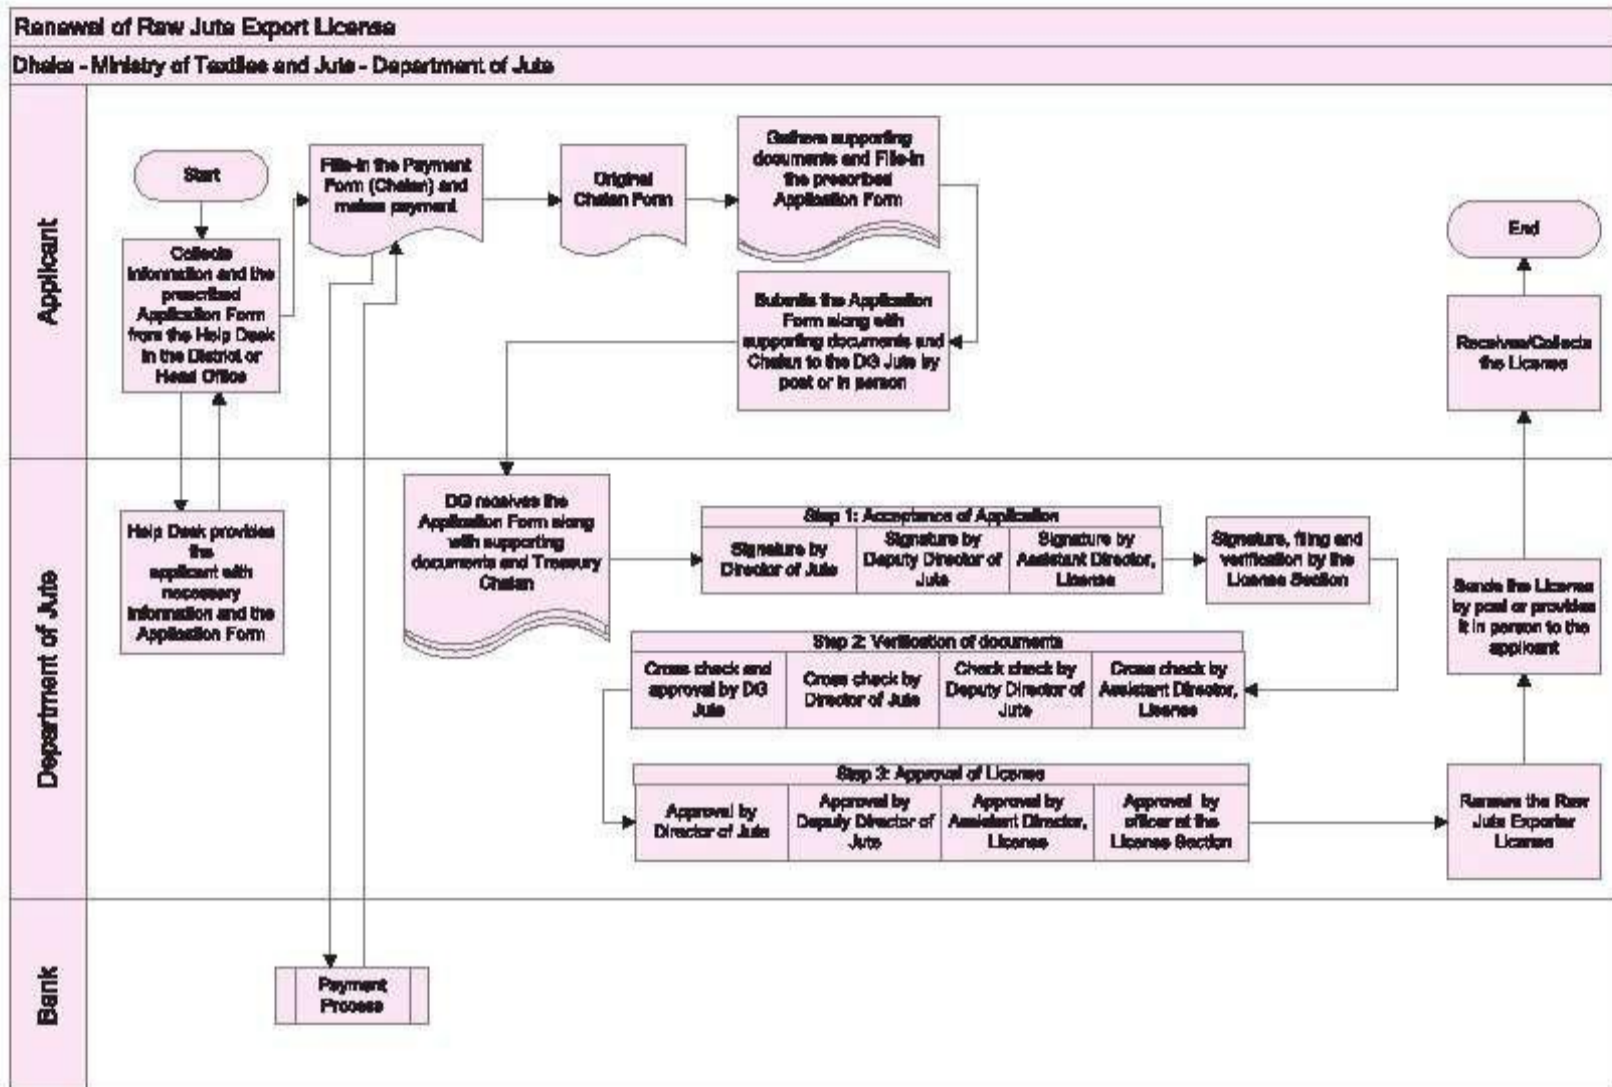 Renewal of Raw Jute Export License
Dhaka - Ministry of Textiles and Jute - Department of Jute
Applicant
Start
Collects
information and the
prescribed
Application Form
from the Help Desk
in the District or
Head Office
Fills-in the Payment
Form (Chalan) and
makes payment
Original
Chalan Form
Gathers supporting
documents and Fills-in
the prescribed
Application Form
Submits the Application
Form along with
supporting documents and
Chalan to the DG Jute by
post or in person
End
Receives/Collects
the License
Department of Jute
Help Desk provides
the
applicant with
necessary
information and the
Application Form
DG receives the
Application Form along
with supporting
documents and Treasury
Chalan
Step 1: Acceptance of Application
Signature by
Director of Jute
Signature by
Deputy Director of
Jute
Signature by
Assistant Director,
License
Signature, filing and
verification by the
License Section
Step 2: Verification of documents
Cross check and
approval by DG
Jute
Cross check by
Director of Jute
Check check by
Deputy Director of
Jute
Cross check by
Assistant Director,
License
Step 3: Approval of License
Approval by
Director of Jute
Approval by
Deputy Director of
Jute
Approval by
Assistant Director,
License
Approval by
officer at the
License Section
Sends the License
by post or provides
it in person to the
applicant
Renews the Raw
Jute Exporter
License
Bank
Payment
Process